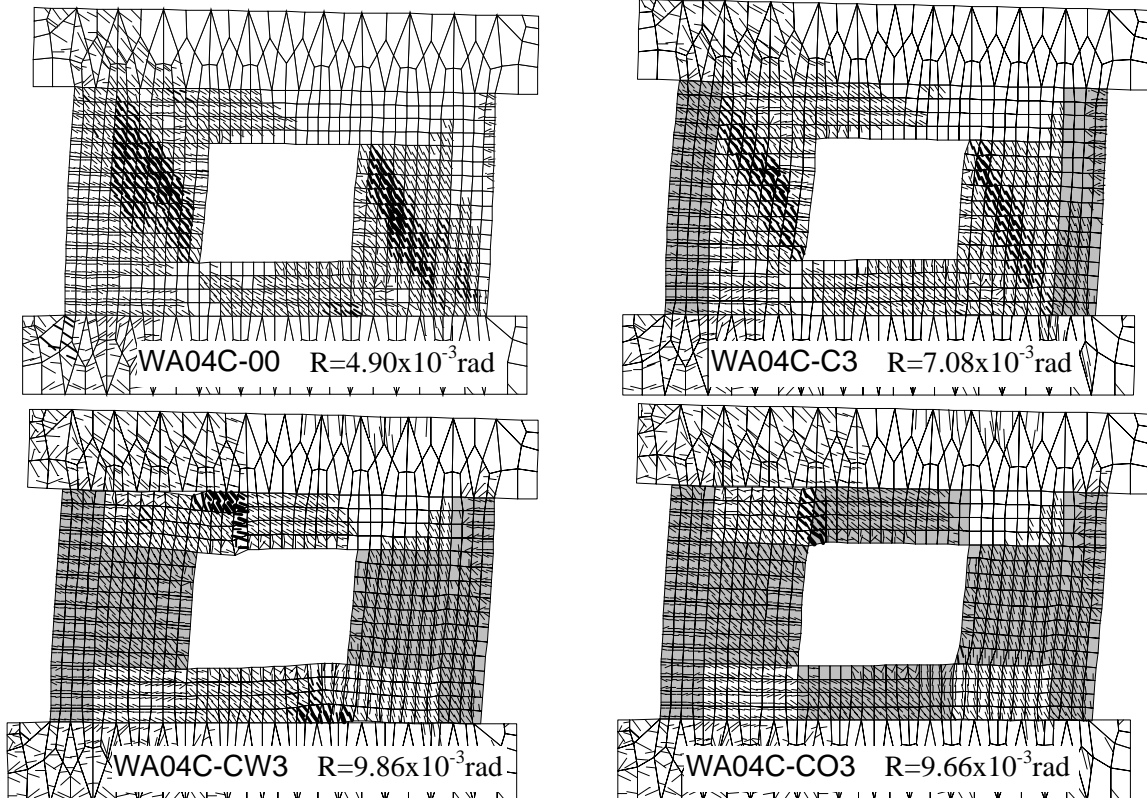 WA04C-00 R=4.90x10⁻³rad
WA04C-C3 R=7.08x10⁻³rad
WA04C-CW3 R=9.86x10⁻³rad
WA04C-CO3 R=9.66x10⁻³rad